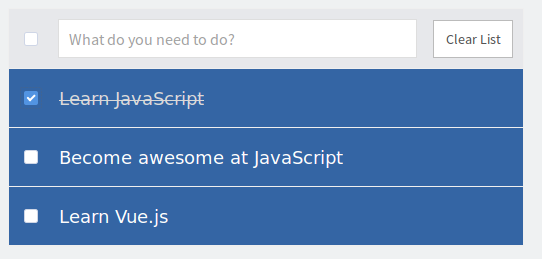 What do you need to do?
Clear List
Learn JavaScript
Become awesome at JavaScript
Learn Vue.js